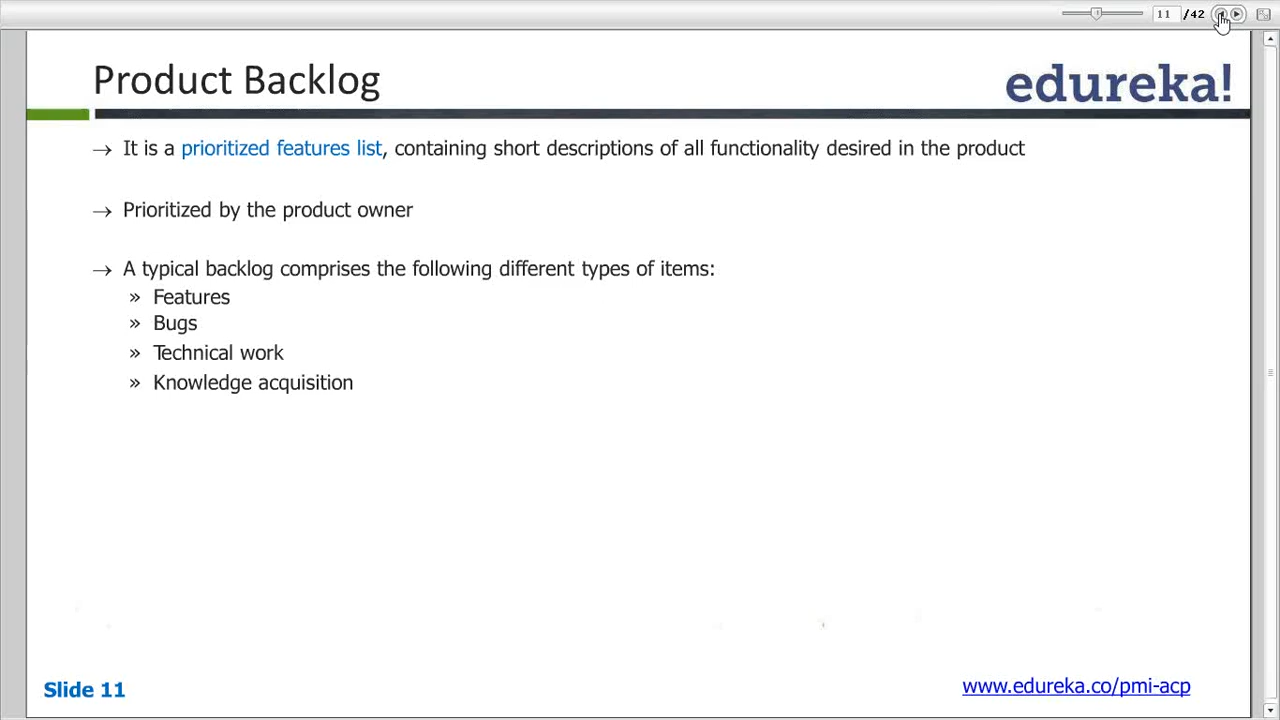 11 /42
Product Backlog
edureka!
→ It is a prioritized features list, containing short descriptions of all functionality desired in the product
→ Prioritized by the product owner
→ A typical backlog comprises the following different types of items:
» Features
» Bugs
» Technical work
» Knowledge acquisition
Slide 11
www.edureka.co/pmi-acp